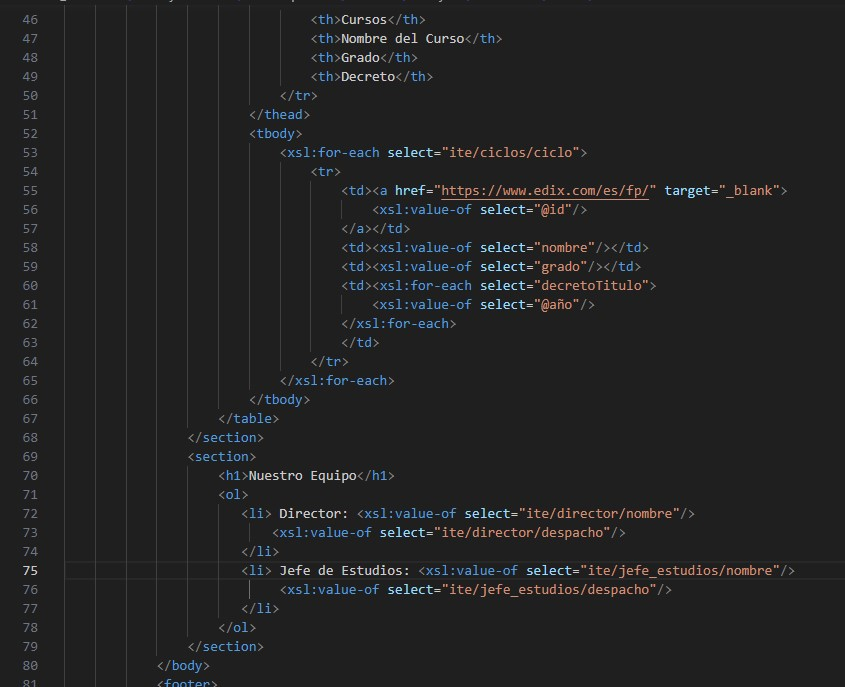 46 <th>Cursos</th>
47 <th>Nombre del Curso</th>
48 <th>Grado</th>
49 <th>Decreto</th>
50 </tr>
51 </thead>
52 <tbody>
53 <xsl:for-each select="ite/ciclos/ciclo">
54 <tr>
55 <td><a href="https://www.edix.com/es/fp/" target="_blank">
56 <xsl:value-of select="@id"/>
57 </a></td>
58 <td><xsl:value-of select="nombre"/></td>
59 <td><xsl:value-of select="grado"/></td>
60 <td><xsl:for-each select="decretoTitulo">
61 <xsl:value-of select="@año"/>
62 </xsl:for-each>
63 </td>
64 </tr>
65 </xsl:for-each>
66 </tbody>
67 </table>
68 </section>
69 <section>
70 <h1>Nuestro Equipo</h1>
71 <ol>
72 <li> Director: <xsl:value-of select="ite/director/nombre"/>
73 <xsl:value-of select="ite/director/despacho"/>
74 </li>
75 <li> Jefe de Estudios: <xsl:value-of select="ite/jefe_estudios/nombre"/>
76 <xsl:value-of select="ite/jefe_estudios/despacho"/>
77 </li>
78 </ol>
79 </section>
80 </body>
81 <footer>